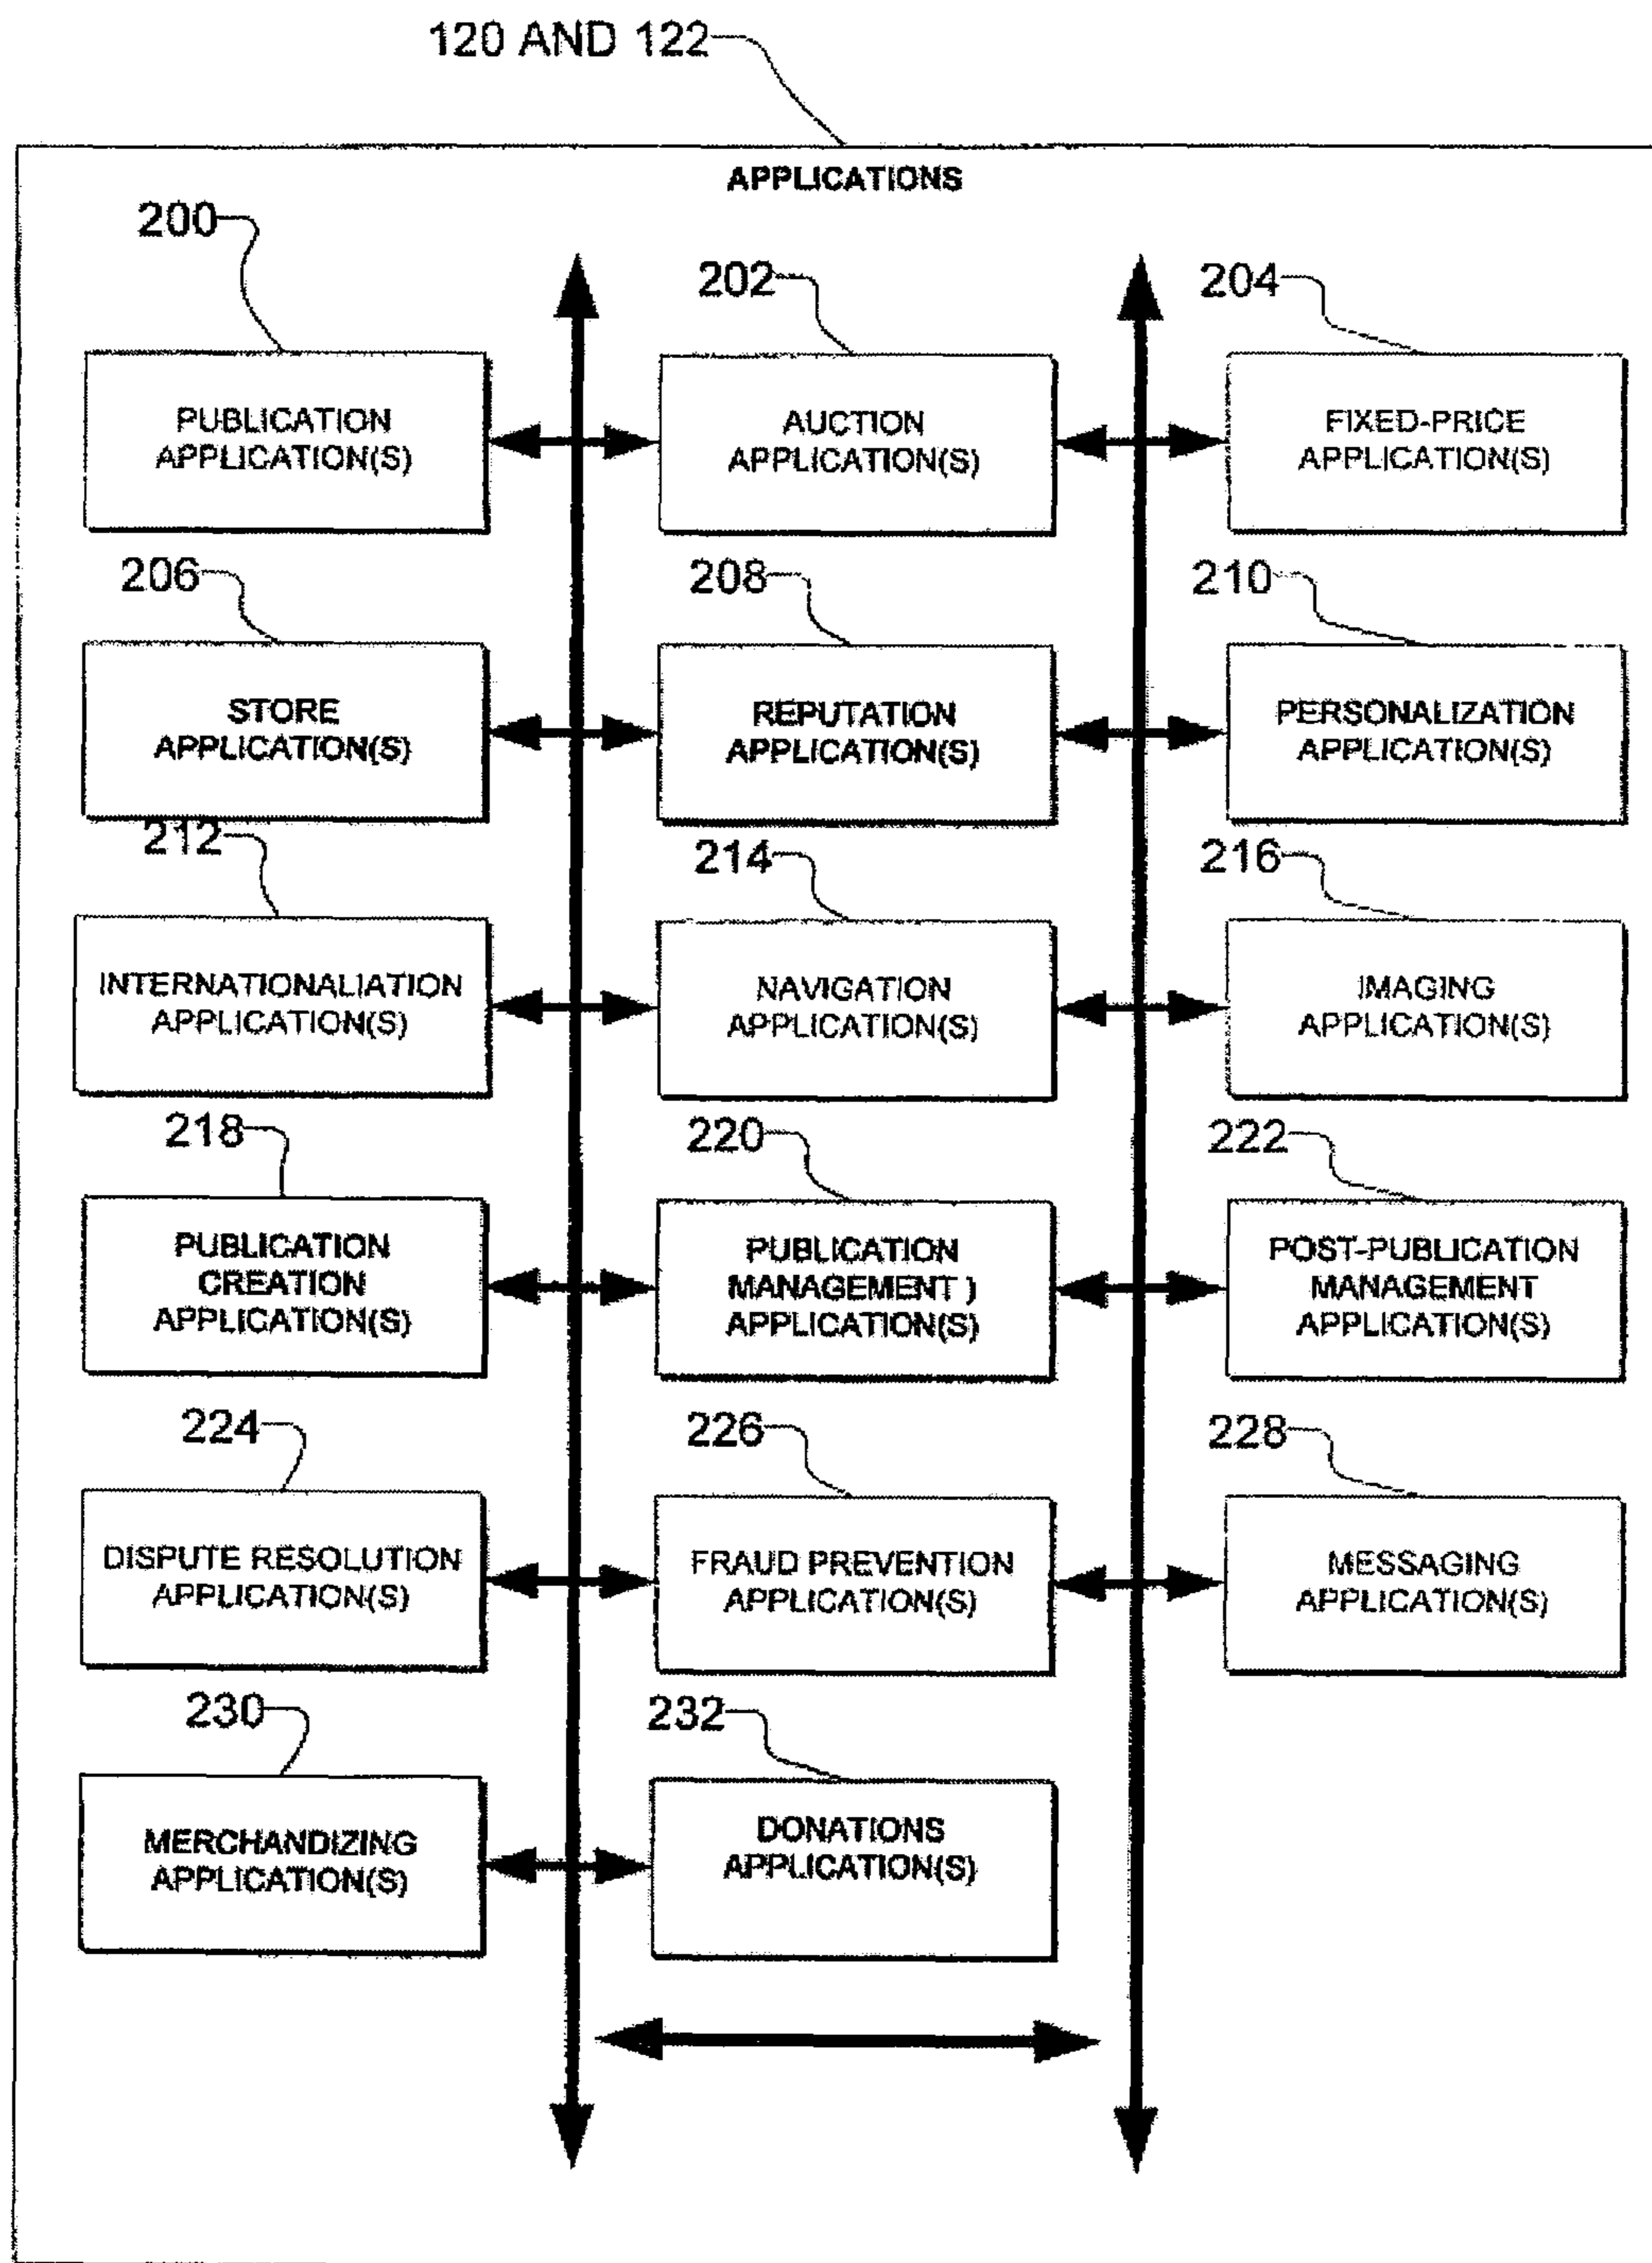 120 AND 122
APPLICATIONS
200
202
204
PUBLICATION
APPLICATION(S)
AUCTION
APPLICATION(S)
FIXED-PRICE
APPLICATION(S)
206
208
210
STORE
APPLICATION(S)
REPUTATION
APPLICATION(S)
PERSONALIZATION
APPLICATION(S)
212
214
216
INTERNATIONALIATION
APPLICATION(S)
NAVIGATION
APPLICATION(S)
IMAGING
APPLICATION(S)
218
220
222
PUBLICATION
CREATION
APPLICATION(S)
PUBLICATION
MANAGEMENT )
APPLICATION(S)
POST-PUBLICATION
MANAGEMENT
APPLICATION(S)
224
226
228
DISPUTE RESOLUTION
APPLICATION(S)
FRAUD PREVENTION
APPLICATION(S)
MESSAGING
APPLICATION(S)
230
232
MERCHANDIZING
APPLICATION(S)
DONATIONS
APPLICATION(S)